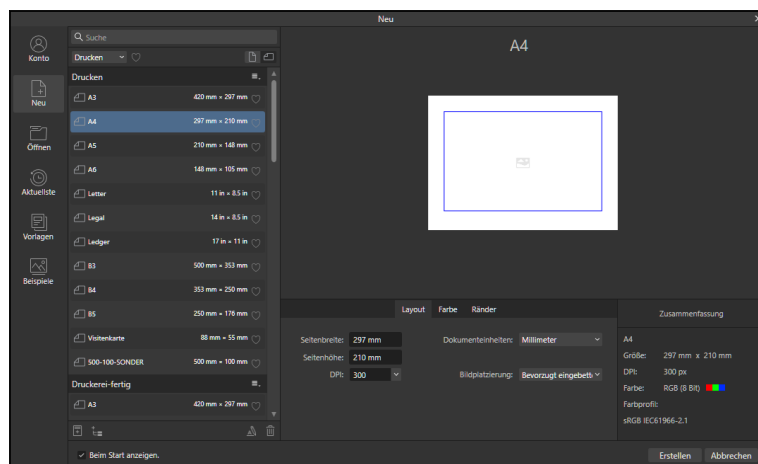 Neu
Konto
Neu
Öffnen
Aktuellste
Vorlagen
Beispiele
Suche
Drucken
Drucken
A3 420 mm × 297 mm
A4 297 mm × 210 mm
A5 210 mm × 148 mm
A6 148 mm × 105 mm
Letter 11 in × 8.5 in
Legal 14 in × 8.5 in
Ledger 17 in × 11 in
B3 500 mm × 353 mm
B4 353 mm × 250 mm
B5 250 mm × 176 mm
Visitenkarte 88 mm × 55 mm
500-100-SONDER 500 mm × 100 mm
Druckerei-fertig
A3 420 mm × 297 mm
Beim Start anzeigen.
A4
Layout Farbe Ränder
Seitenbreite: 297 mm
Seitenhöhe: 210 mm
DPI: 300
Dokumenteinheiten: Millimeter
Bildplatzierung: Bevorzugt eingebett
Zusammenfassung
A4
Größe: 297 mm x 210 mm
DPI: 300 px
Farbe: RGB (8 Bit)
Farbprofil:
sRGB IEC61966-2.1
Erstellen Abbrechen